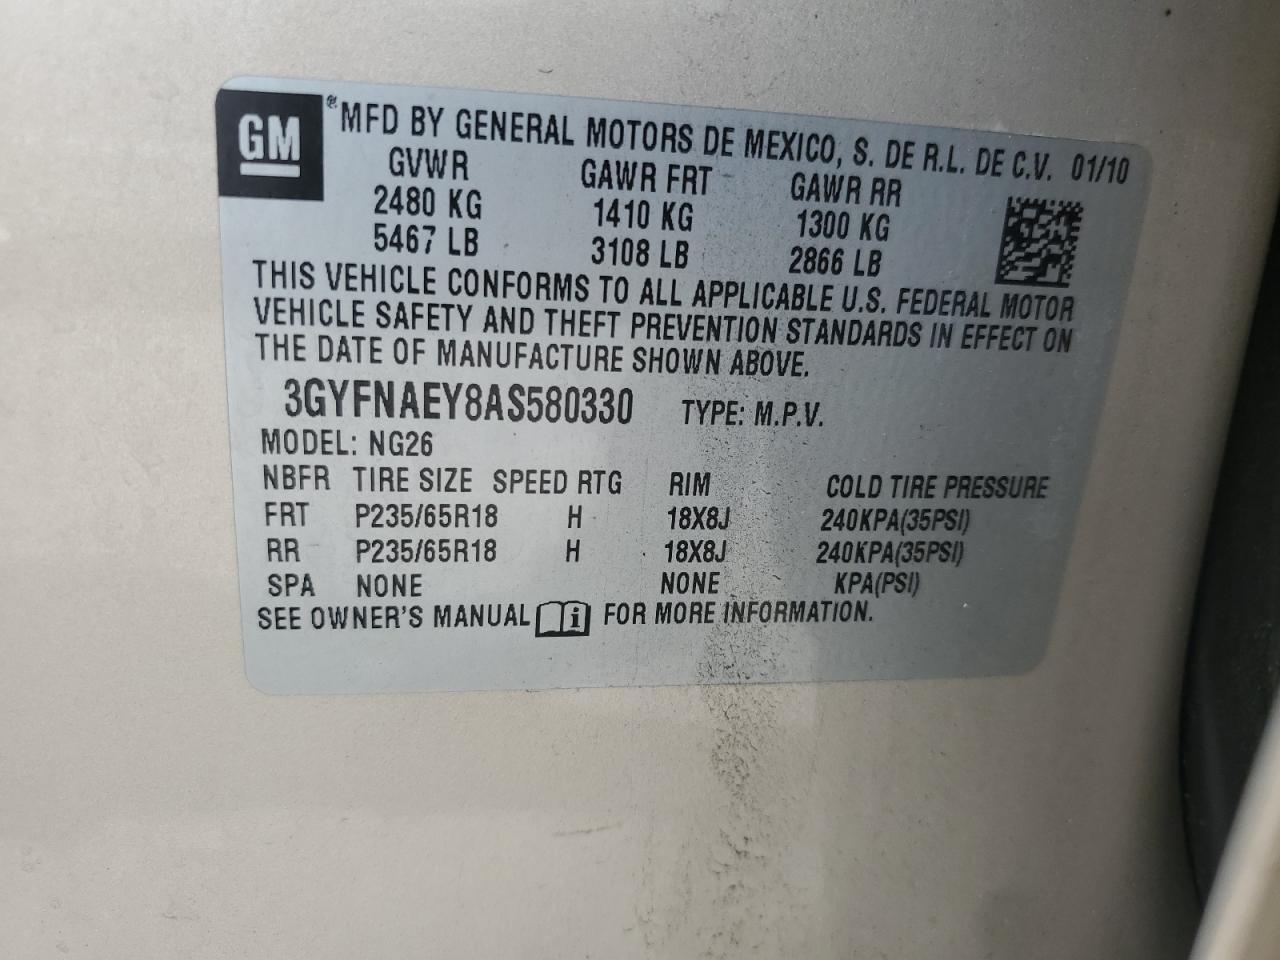 GM ® MFD BY GENERAL MOTORS DE MEXICO, S. DE R.L. DE C.V. 01/10
GVWR GAWR FRT GAWR RR
2480 KG 1410 KG 1300 KG
5467 LB 3108 LB 2866 LB
THIS VEHICLE CONFORMS TO ALL APPLICABLE U.S. FEDERAL MOTOR
VEHICLE SAFETY AND THEFT PREVENTION STANDARDS IN EFFECT ON
THE DATE OF MANUFACTURE SHOWN ABOVE.
3GYFNAEY8AS580330 TYPE: M.P.V.
MODEL: NG26
NBFR TIRE SIZE SPEED RTG RIM COLD TIRE PRESSURE
FRT P235/65R18 H 18X8J 240KPA(35PSI)
RR P235/65R18 H 18X8J 240KPA(35PSI)
SPA NONE NONE KPA(PSI)
SEE OWNER'S MANUAL i FOR MORE INFORMATION.